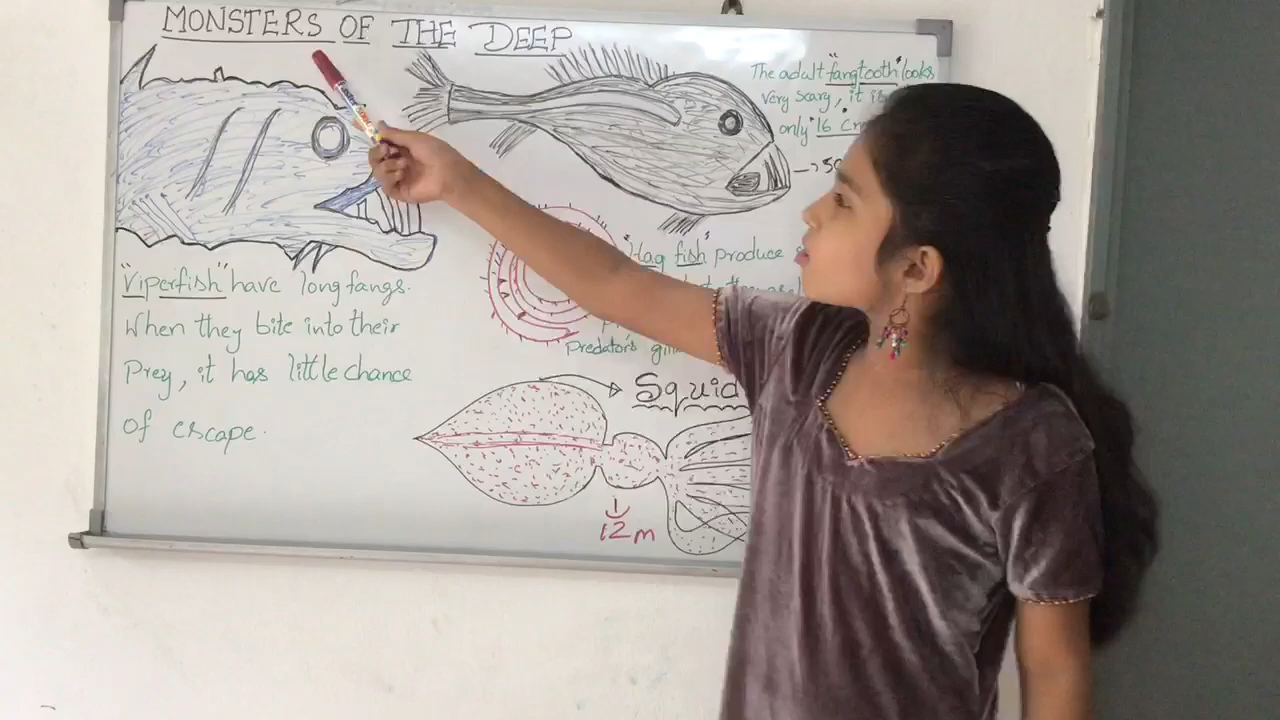 MONSTERS OF THE DEEP
The adult "fangtooth" looks
very scary, it is
only "16 cm
"Viperfish" have long fangs.
When they bite into their
Prey, it has little chance
of escape.
"Hag fish" produce
Predator's
Squid
12 m